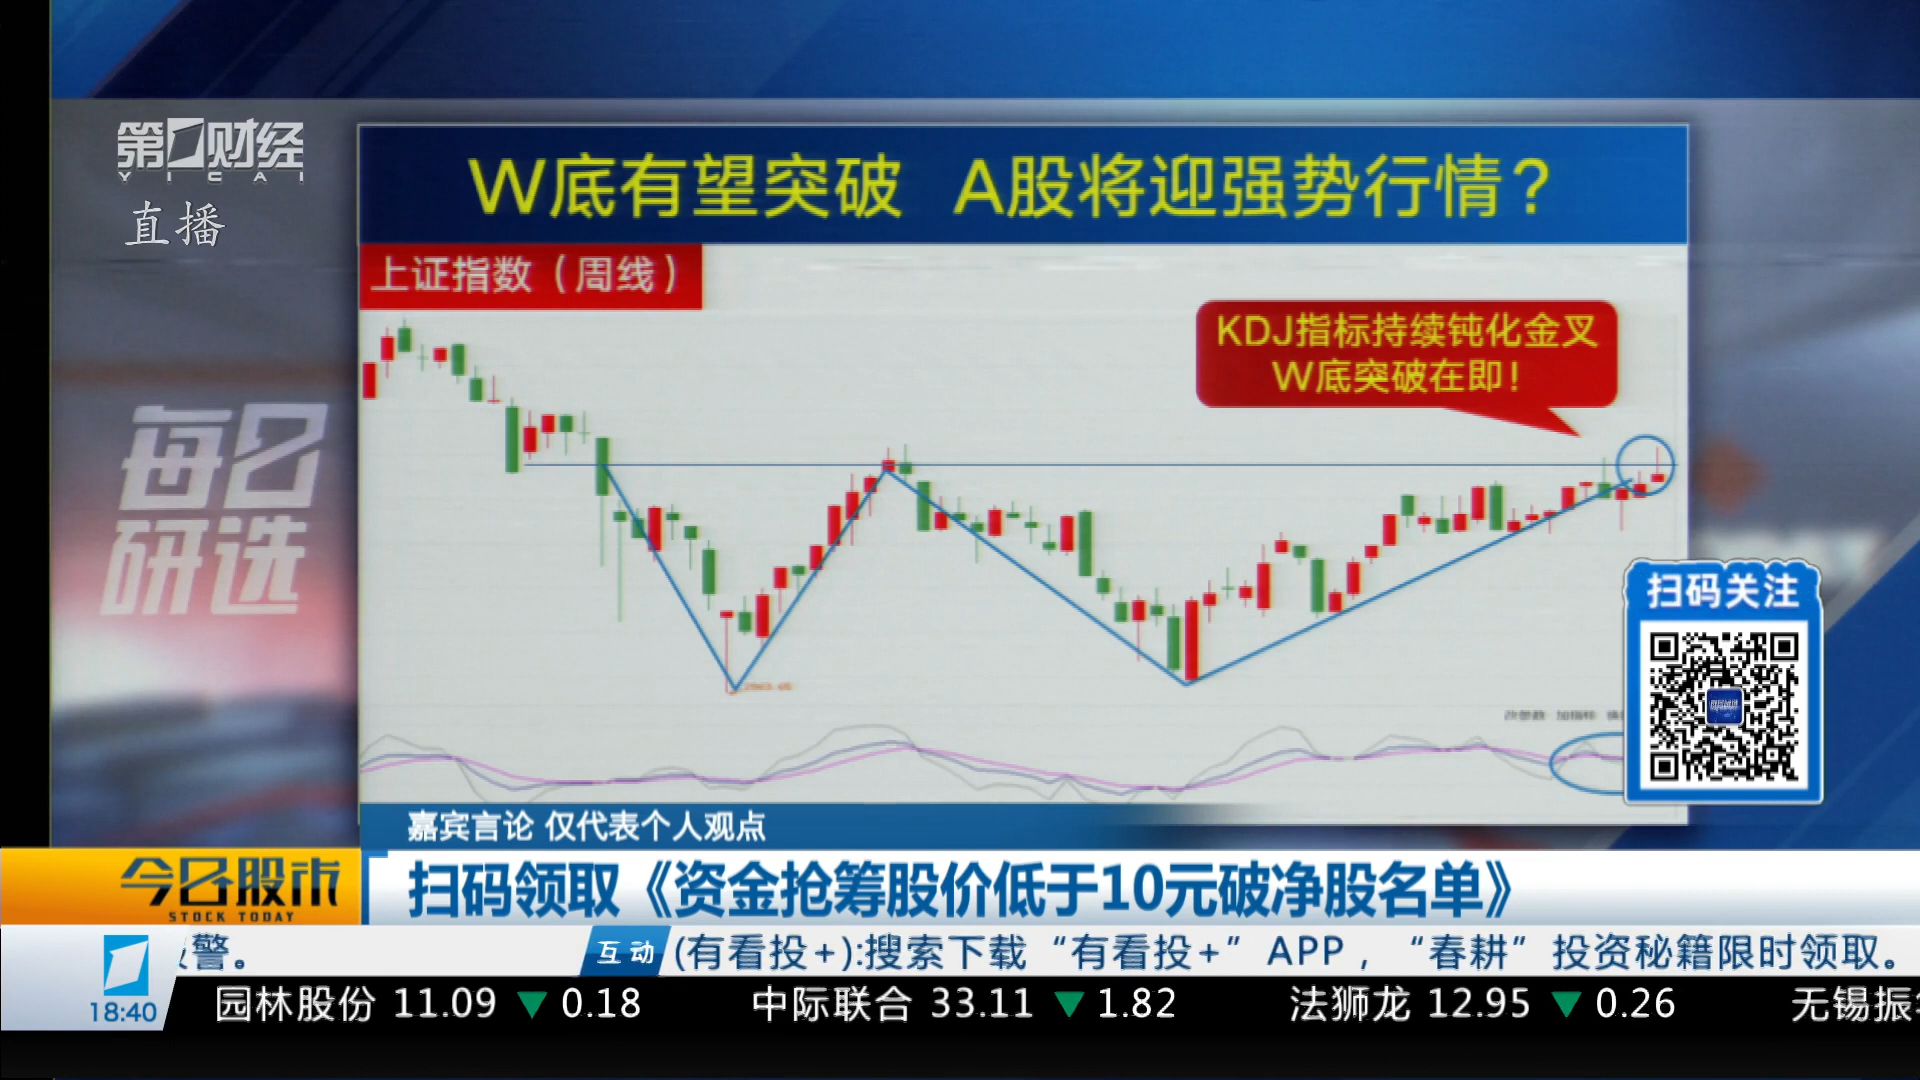 第一财经
YICAI
直播
W底有望突破 A股将迎强势行情？
上证指数（周线）
KDJ指标持续钝化金叉
W底突破在即！
每日
研选
扫码关注
嘉宾言论 仅代表个人观点
今日股市
STOCK TODAY
扫码领取《资金抢筹股价低于10元破净股名单》
警。 互动 (有看投+):搜索下载“有看投+”APP，“春耕”投资秘籍限时领取。
18:40
园林股份 11.09 ▼ 0.18 中际联合 33.11 ▼ 1.82 法狮龙 12.95 ▼ 0.26 无锡振